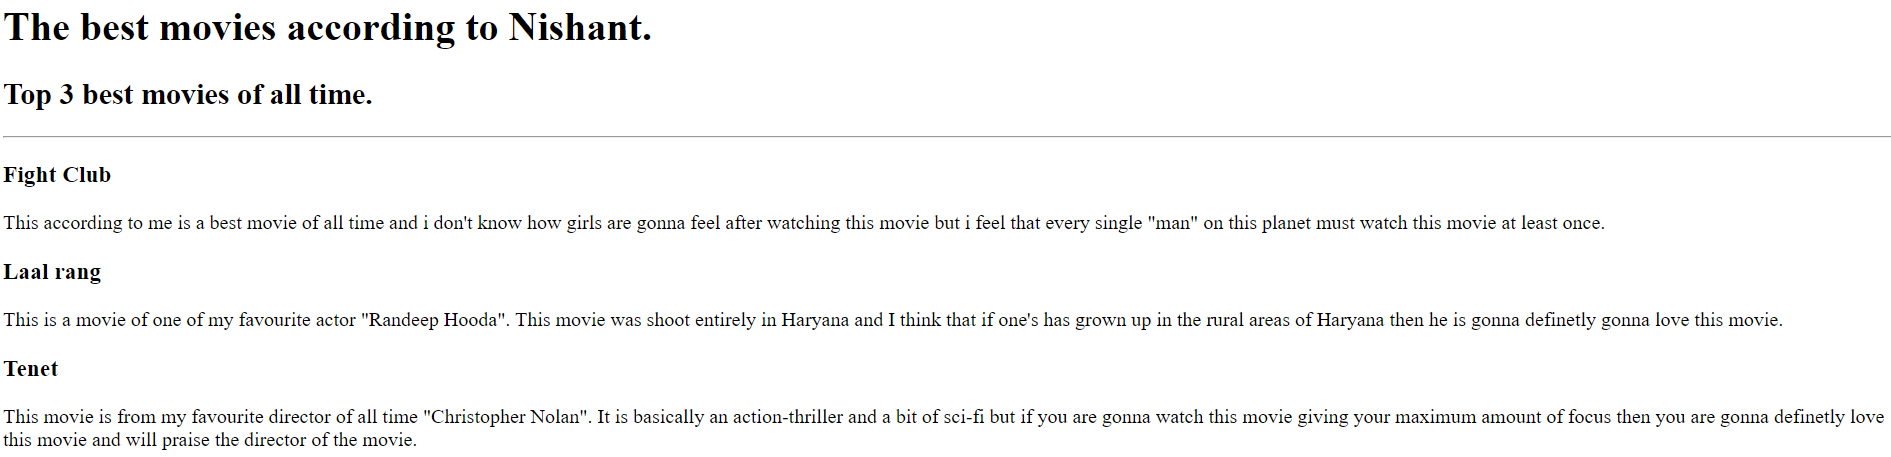 The best movies according to Nishant.
Top 3 best movies of all time.
Fight Club
This according to me is a best movie of all time and i don't know how girls are gonna feel after watching this movie but i feel that every single "man" on this planet must watch this movie at least once.
Laal rang
This is a movie of one of my favourite actor "Randeep Hooda". This movie was shoot entirely in Haryana and I think that if one's has grown up in the rural areas of Haryana then he is gonna definetly gonna love this movie.
Tenet
This movie is from my favourite director of all time "Christopher Nolan". It is basically an action-thriller and a bit of sci-fi but if you are gonna watch this movie giving your maximum amount of focus then you are gonna definetly love
this movie and will praise the director of the movie.